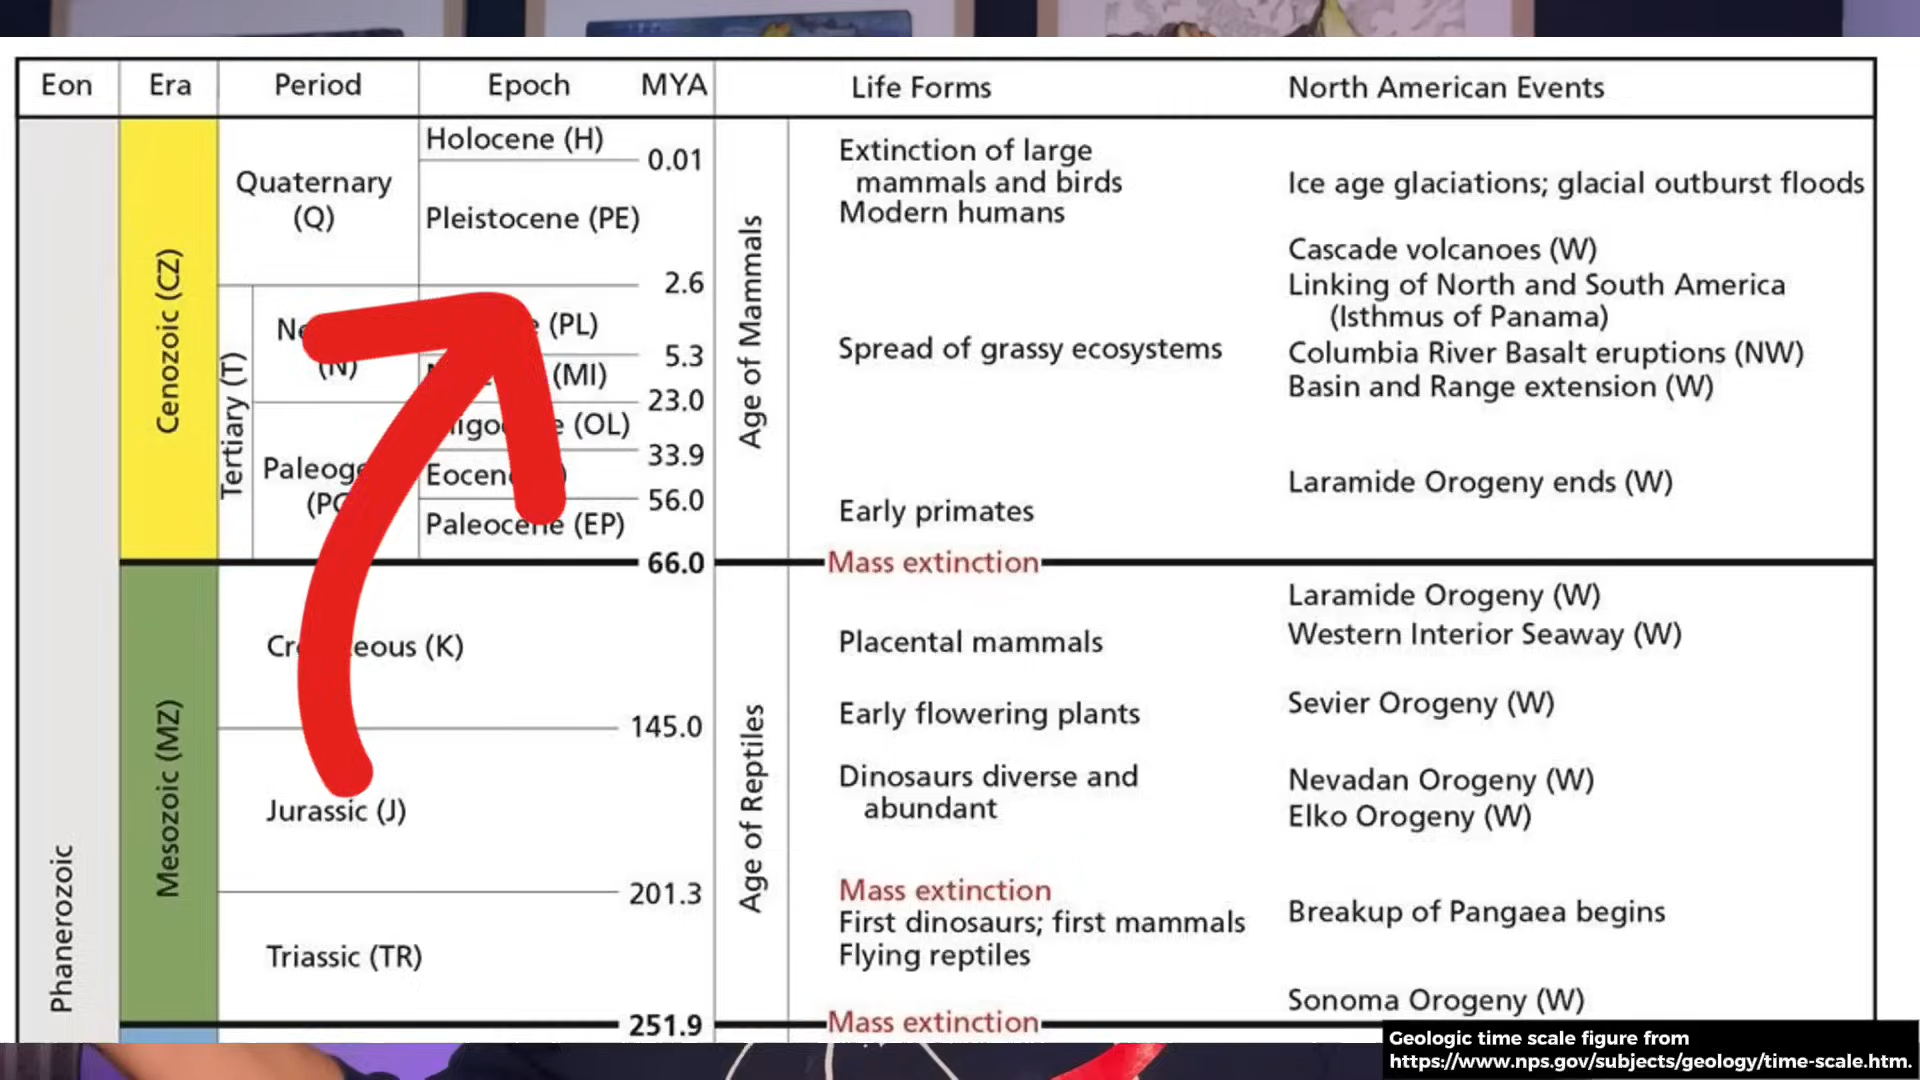 Eon Era Period Epoch MYA Life Forms North American Events
Holocene (H)
0.01
Quaternary
(Q)
Pleistocene (PE)
2.6
Tertiary (T)
(N)
(PL)
5.3
(MI)
23.0
(OL)
33.9
56.0
(EP)
66.0
Cenozoic (CZ)
Age of Mammals
Extinction of large
mammals and birds
Modern humans
Spread of grassy ecosystems
Early primates
Mass extinction
Ice age glaciations; glacial outburst floods
Cascade volcanoes (W)
Linking of North and South America
(Isthmus of Panama)
Columbia River Basalt eruptions (NW)
Basin and Range extension (W)
Laramide Orogeny ends (W)
Phanerozoic
Mesozoic (MZ)
(K)
145.0
Jurassic (J)
201.3
Triassic (TR)
251.9
Age of Reptiles
Placental mammals
Early flowering plants
Dinosaurs diverse and
abundant
Mass extinction
First dinosaurs; first mammals
Flying reptiles
Mass extinction
Laramide Orogeny (W)
Western Interior Seaway (W)
Sevier Orogeny (W)
Nevadan Orogeny (W)
Elko Orogeny (W)
Breakup of Pangaea begins
Sonoma Orogeny (W)
Geologic time scale figure from
https://www.nps.gov/subjects/geology/time-scale.htm.